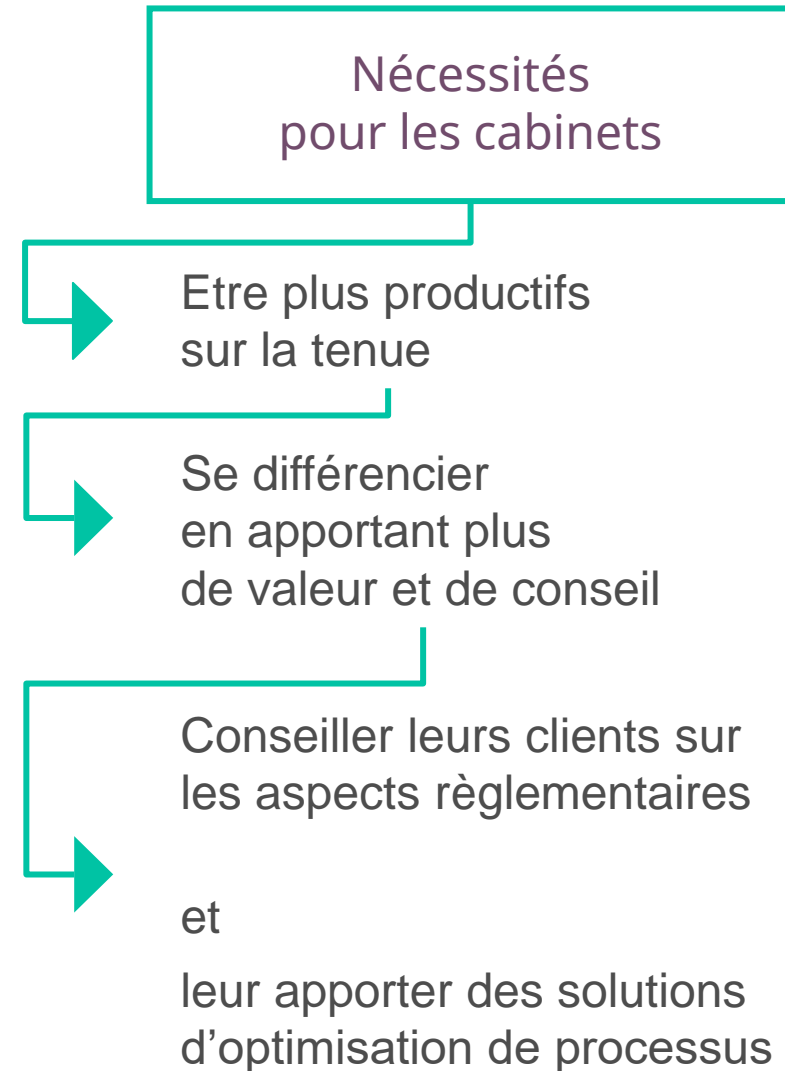 Nécessités
pour les cabinets
Etre plus productifs
sur la tenue
Se différencier
en apportant plus
de valeur et de conseil
Conseiller leurs clients sur
les aspects règlementaires
et
leur apporter des solutions
d’optimisation de processus